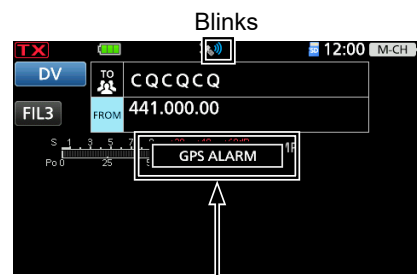 Blinks
TX 12:00 M-CH
DV TO CQCQCQ
FIL3 FROM 441.000.00
S 1 3 5 7
GPS ALARM
Po 0 25